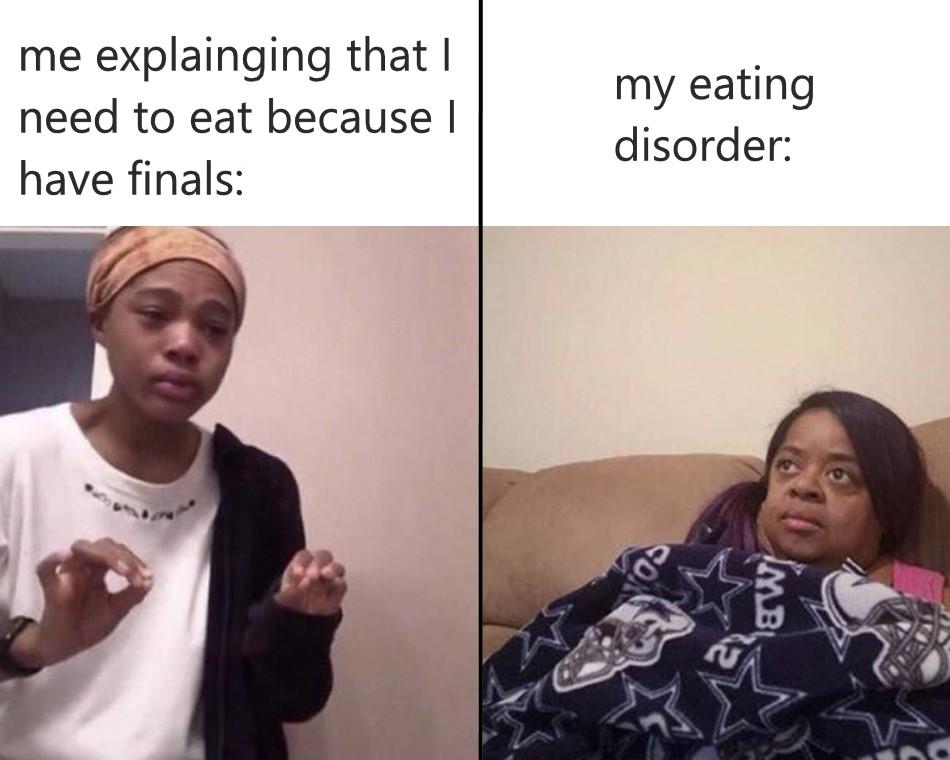 me explainging that I
need to eat because I
have finals:
my eating
disorder: